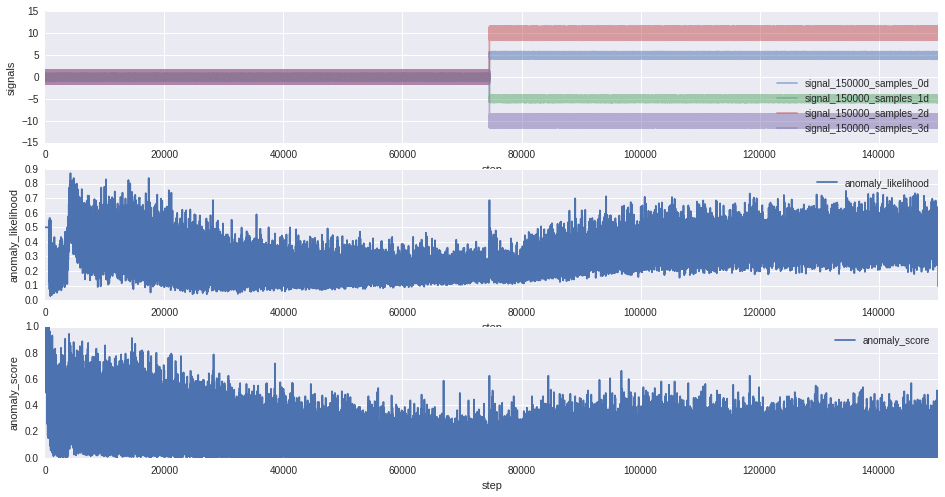 15
10
5
0
−5
−10
−15
signals
signal_150000_samples_0d
signal_150000_samples_1d
signal_150000_samples_2d
signal_150000_samples_3d
0 20000 40000 60000 80000 100000 120000 140000
step
0.9
0.8
0.7
0.6
0.5
0.4
0.3
0.2
0.1
0.0
anomaly_likelihood
anomaly_likelihood
0 20000 40000 60000 80000 100000 120000 140000
step
1.0
0.8
0.6
0.4
0.2
0.0
anomaly_score
anomaly_score
0 20000 40000 60000 80000 100000 120000 140000
step